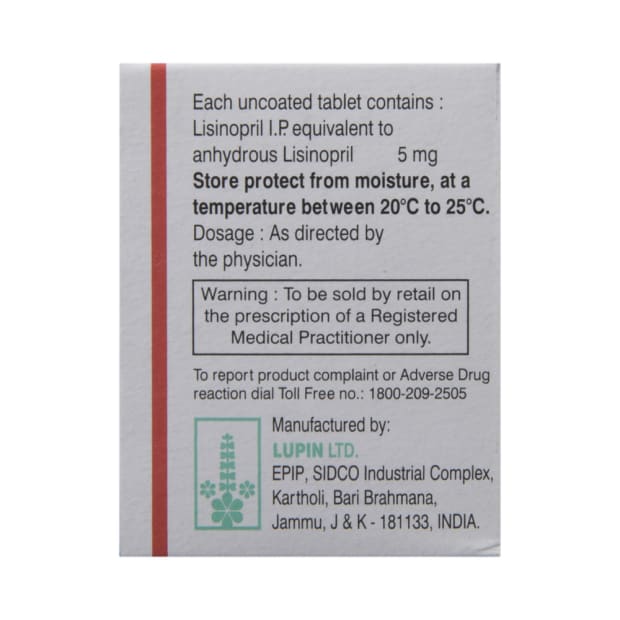 Each uncoated tablet contains :
Lisinopril I.P. equivalent to
anhydrous Lisinopril 5 mg
Store protect from moisture, at a
temperature between 20°C to 25°C.
Dosage : As directed by
the physician.
Warning : To be sold by retail on
the prescription of a Registered
Medical Practitioner only.
To report product complaint or Adverse Drug
reaction dial Toll Free no.: 1800-209-2505
Manufactured by:
LUPIN LTD.
EPIP, SIDCO Industrial Complex,
Kartholi, Bari Brahmana,
Jammu, J & K - 181133, INDIA.